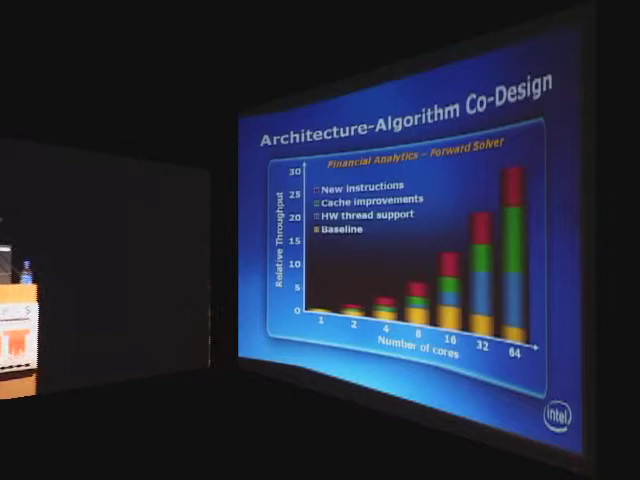 Architecture-Algorithm Co-Design
Financial Analytics - Forward Solver
Relative Throughput
30
25
20
15
10
5
0
New instructions
Cache improvements
HW thread support
Baseline
1 2 4 8 16 32 64
Number of cores
intel